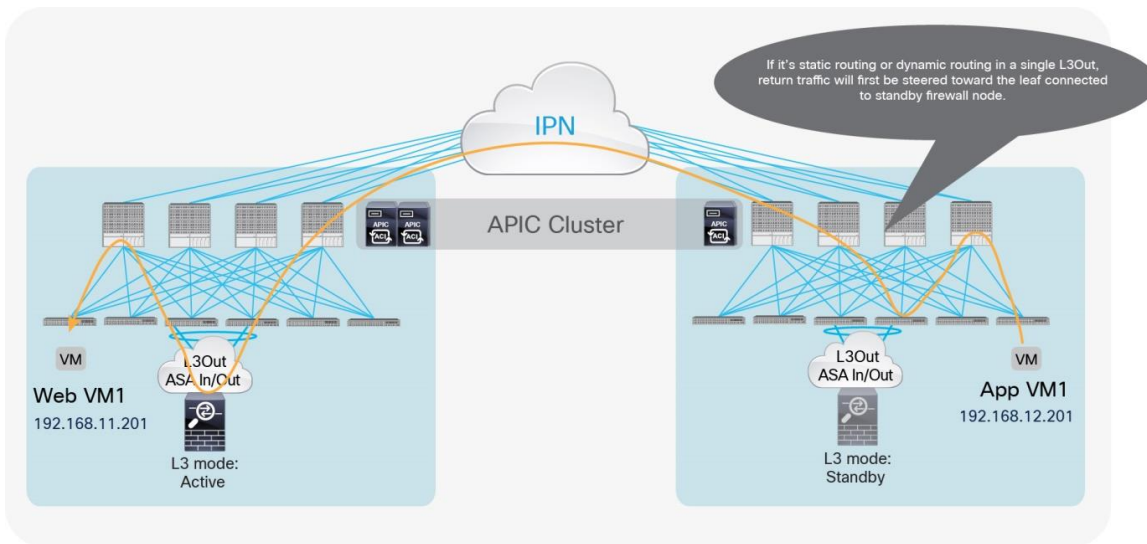 If it's static routing or dynamic routing in a single L3Out,
return traffic will first be steered toward the leaf connected
to standby firewall node.
IPN
APIC
ACI
APIC
ACI
APIC Cluster
APIC
ACI
VM
L3Out
ASA In/Out
Web VM1
192.168.11.201
L3 mode:
Active
L3Out
ASA In/Out
VM
App VM1
192.168.12.201
L3 mode:
Standby